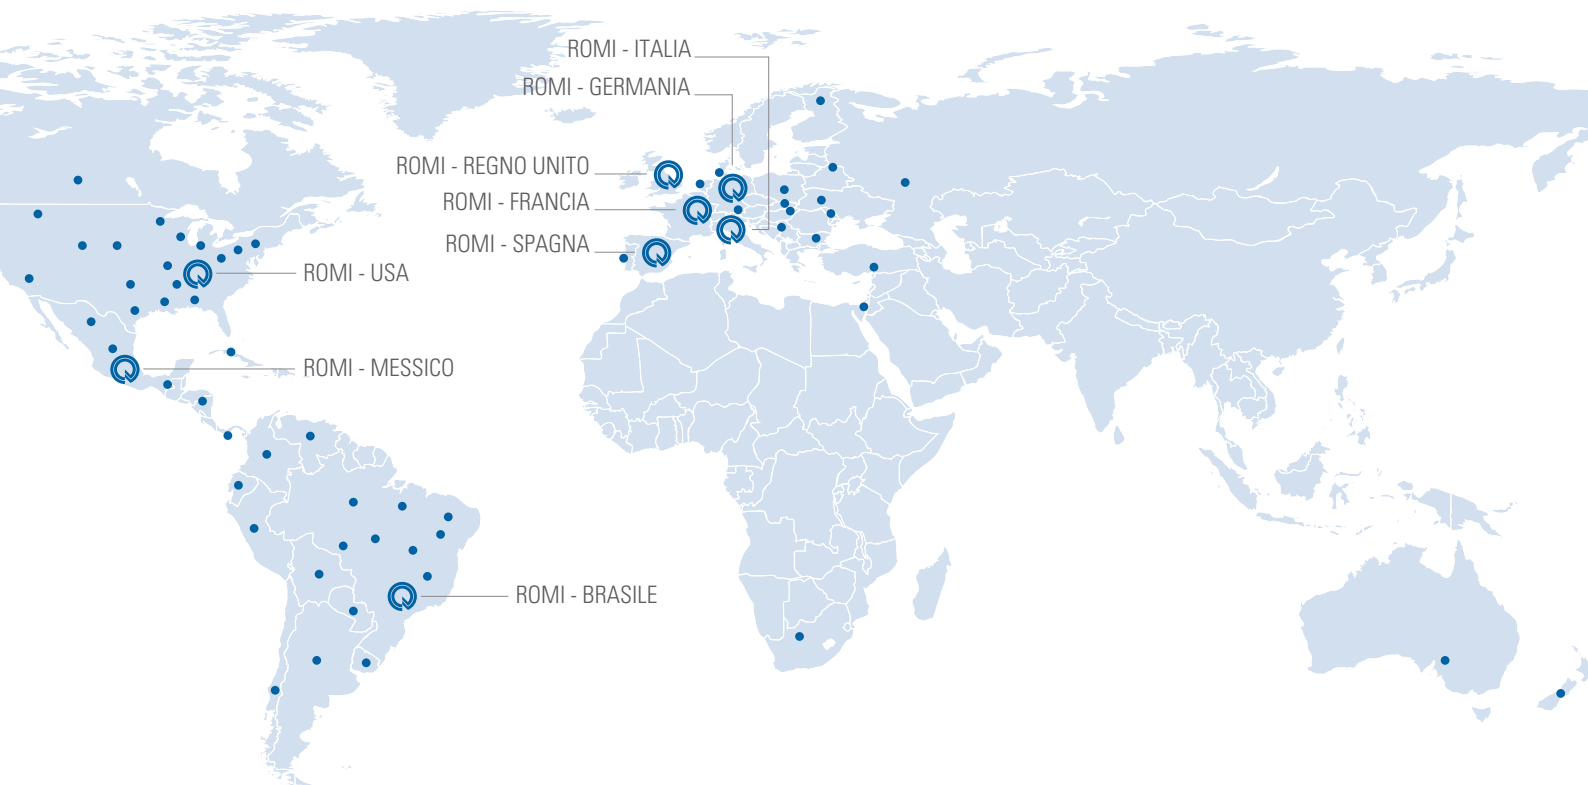 ROMI - ITALIA
ROMI - GERMANIA
ROMI - REGNO UNITO
ROMI - FRANCIA
ROMI - SPAGNA
ROMI - USA
ROMI - MESSICO
ROMI - BRASILE